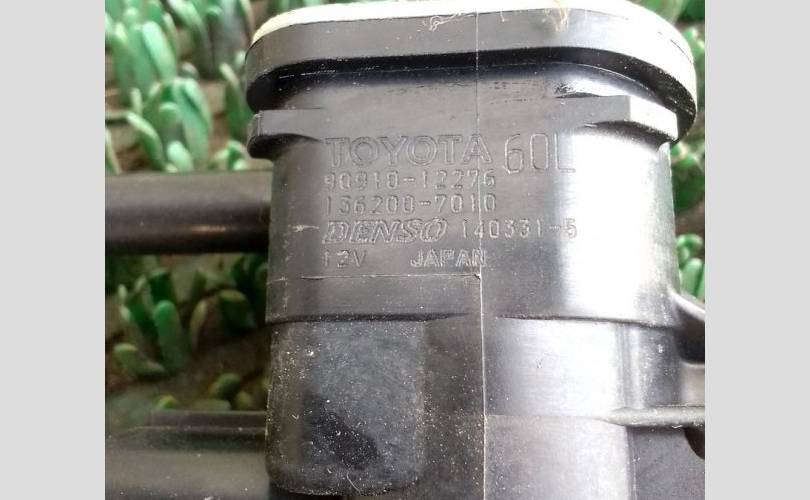 TOYOTA 60L
90910-12276
136200-7010
DENSO 140331-5
12V JAPAN